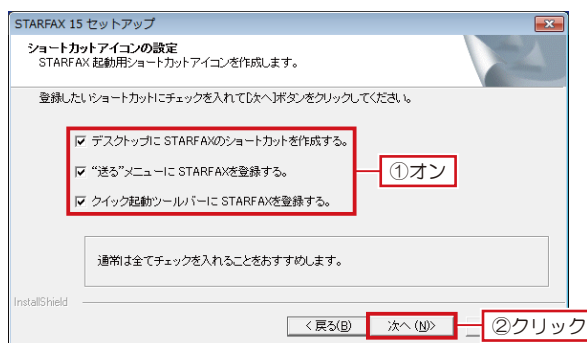 STARFAX 15 セットアップ
ショートカットアイコンの設定
STARFAX 起動用ショートカットアイコンを作成します。
登録したいショートカットにチェックを入れて[次へ]ボタンをクリックしてください。
デスクトップに STARFAXのショートカットを作成する。
“送る”メニューに STARFAXを登録する。
①オン
クイック起動ツールバーに STARFAXを登録する。
通常は全てチェックを入れることをおすすめします。
InstallShield
< 戻る(B)
次へ (N)>
②クリック